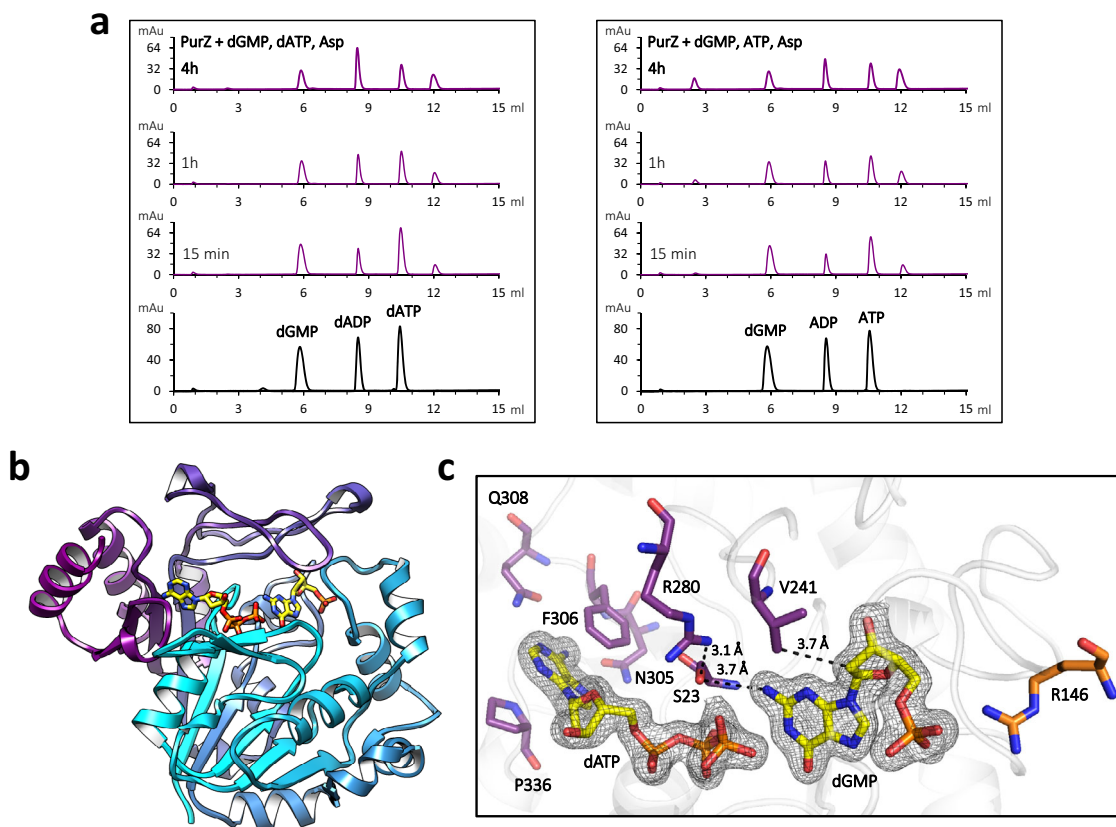 a
mAu
PurZ + dGMP, dATP, Asp
4h
64
32
0
0 3 6 9 12 15 ml
mAu
1h
64
32
0
0 3 6 9 12 15 ml
mAu
15 min
64
32
0
0 3 6 9 12 15 ml
mAu
dGMP dADP dATP
80
40
0
0 3 6 9 12 15 ml
mAu
PurZ + dGMP, ATP, Asp
4h
64
32
0
0 3 6 9 12 15 ml
mAu
1h
64
32
0
0 3 6 9 12 15 ml
mAu
15 min
64
32
0
0 3 6 9 12 15 ml
mAu
dGMP ADP ATP
80
40
0
0 3 6 9 12 15 ml
b
c
Q308
R280
V241
F306
3.1 Å
3.7 Å
3.7 Å
N305
S23
R146
dATP
dGMP
P336